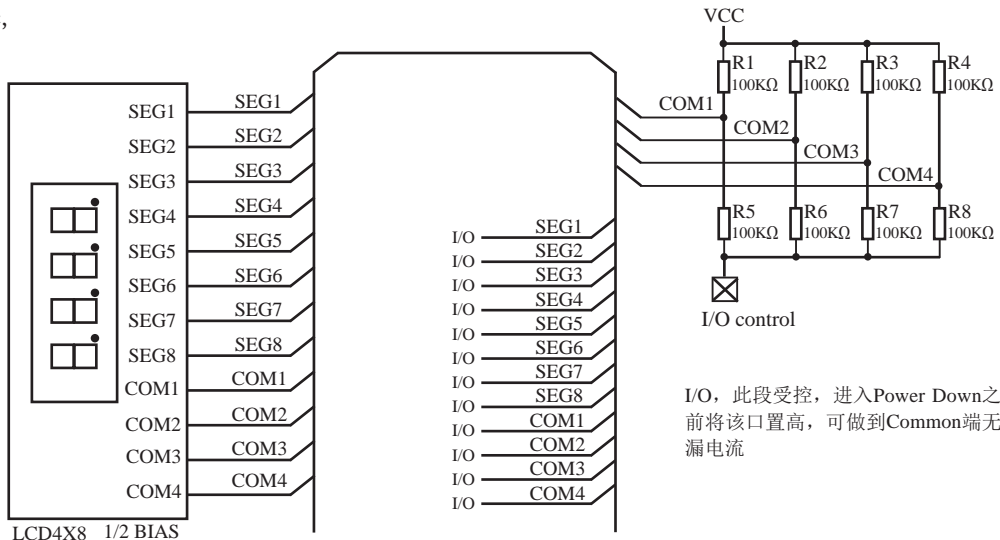 ,
SEG1
SEG2
SEG3
SEG4
SEG5
SEG6
SEG7
SEG8
COM1
COM2
COM3
COM4
LCD4X8 1/2 BIAS
SEG1
SEG2
SEG3
SEG4
SEG5
SEG6
SEG7
SEG8
COM1
COM2
COM3
COM4
I/O SEG1
I/O SEG2
I/O SEG3
I/O SEG4
I/O SEG5
I/O SEG6
I/O SEG7
I/O SEG8
I/O COM1
I/O COM2
I/O COM3
I/O COM4
VCC
R1 R2 R3 R4
100KΩ 100KΩ 100KΩ 100KΩ
COM1
COM2
COM3
COM4
R5 R6 R7 R8
100KΩ 100KΩ 100KΩ 100KΩ
I/O control
I/O，此段受控，进入Power Down之
前将该口置高，可做到Common端无
漏电流